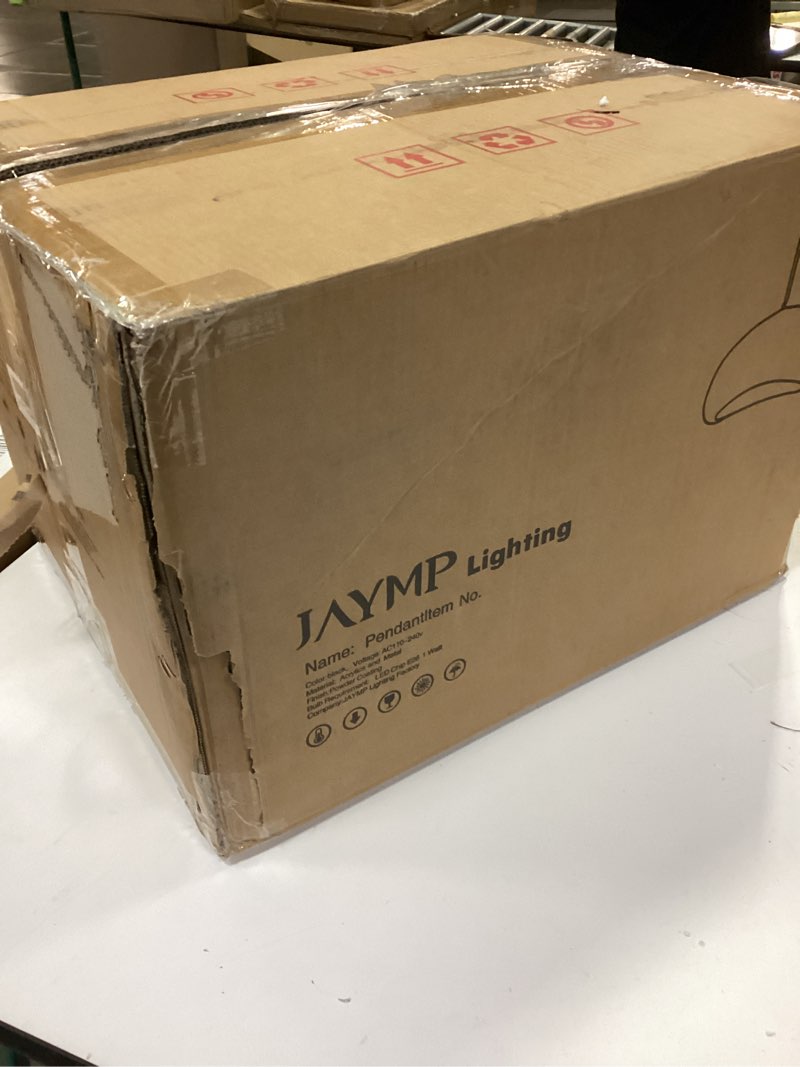 JAYMP Lighting
Name: PendantItem No.
Color:black, Voltage:AC110-240v
Material: Acrylics and Metal
Finish:Powder Coating
Bulb Requirement: LED Chip E26 1 Watt
Company:JAYMP Lighting Factory